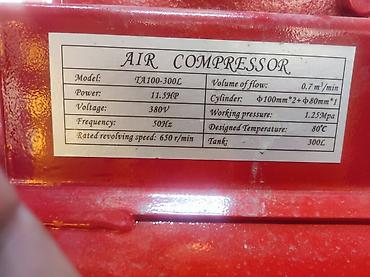 AIR COMPRESSOR
Model: TA100-300L Volume of flow: 0.7 m³/min
Power: 11.5HP Cylinder: Φ100mm*2+Φ80mm*1
Voltage: 380V Working pressure: 1.25Mpa
Frequency: 50Hz Designed Temperature: 80℃
Rated revolving speed: 650 r/min Tank: 300L